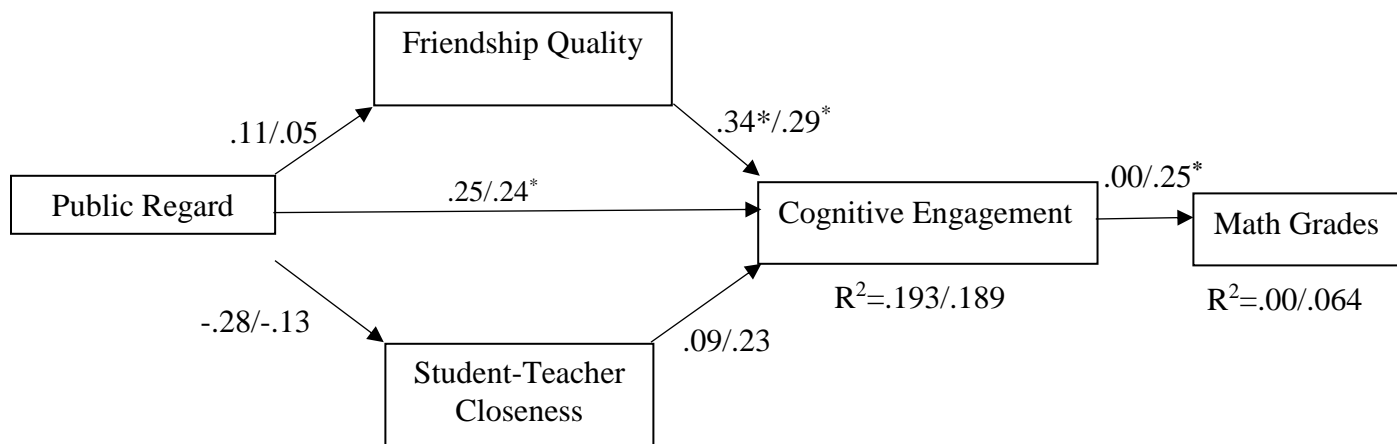 Friendship Quality
.11/.05
.34*/.29*
Public Regard
.25/.24*
Cognitive Engagement
.00/.25*
Math Grades
R²=.193/.189
R²=.00/.064
-.28/-.13
.09/.23
Student-Teacher
Closeness